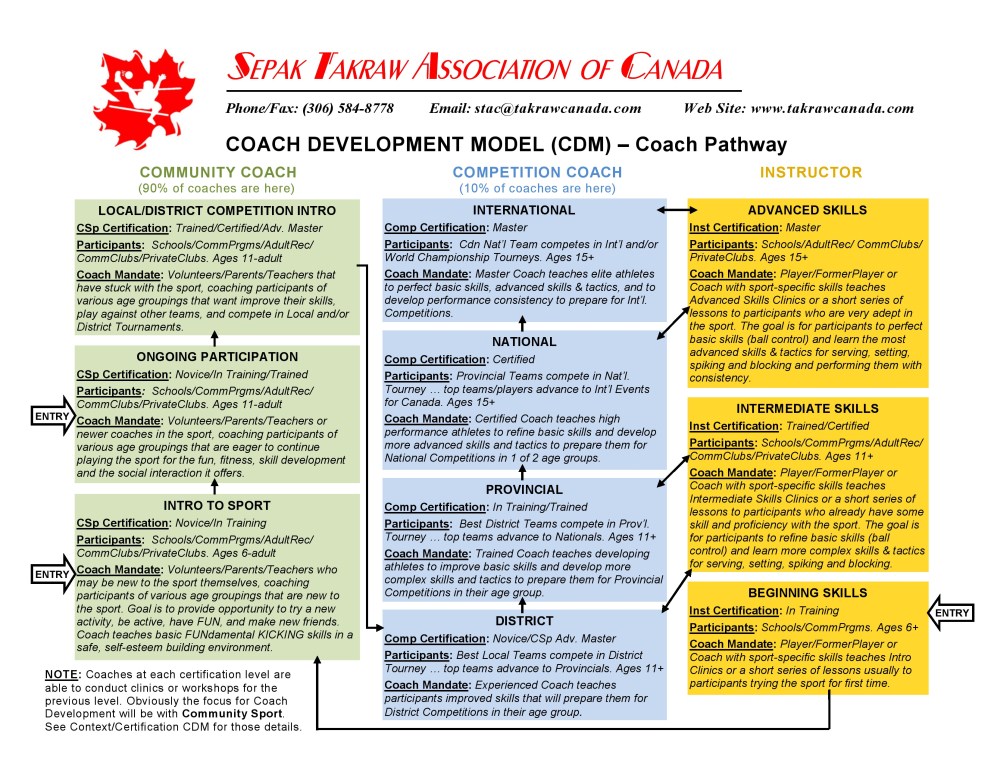 SEPAK TAKRAW ASSOCIATION OF CANADA
Phone/Fax: (306) 584-8778 Email: stac@takrawcanada.com Web Site: www.takrawcanada.com
COACH DEVELOPMENT MODEL (CDM) – Coach Pathway
COMMUNITY COACH
(90% of coaches are here)
LOCAL/DISTRICT COMPETITION INTRO
CSp Certification: Trained/Certified/Adv. Master
Participants: Schools/CommPrgms/AdultRec/
CommClubs/PrivateClubs. Ages 11-adult
Coach Mandate: Volunteers/Parents/Teachers that
have stuck with the sport, coaching participants of
various age groupings that want improve their skills,
play against other teams, and compete in Local and/or
District Tournaments.
ONGOING PARTICIPATION
CSp Certification: Novice/In Training/Trained
Participants: Schools/CommPrgms/AdultRec/
CommClubs/PrivateClubs. Ages 11-adult
ENTRY
Coach Mandate: Volunteers/Parents/Teachers or
newer coaches in the sport, coaching participants of
various age groupings that are eager to continue
playing the sport for the fun, fitness, skill development
and the social interaction it offers.
INTRO TO SPORT
CSp Certification: Novice/In Training
Participants: Schools/CommPrgms/AdultRec/
CommClubs/PrivateClubs. Ages 6-adult
ENTRY
Coach Mandate: Volunteers/Parents/Teachers who
may be new to the sport themselves, coaching
participants of various age groupings that are new to
the sport. Goal is to provide opportunity to try a new
activity, be active, have FUN, and make new friends.
Coach teaches basic FUNdamental KICKING skills in a
safe, self-esteem building environment.
NOTE: Coaches at each certification level are
able to conduct clinics or workshops for the
previous level. Obviously the focus for Coach
Development will be with Community Sport.
See Context/Certification CDM for those details.
COMPETITION COACH
(10% of coaches are here)
INTERNATIONAL
Comp Certification: Master
Participants: Cdn Nat'l Team competes in Int'l and/or
World Championship Tourneys. Ages 15+
Coach Mandate: Master Coach teaches elite athletes
to perfect basic skills, advanced skills & tactics, and to
develop performance consistency to prepare for Int'l.
Competitions.
NATIONAL
Comp Certification: Certified
Participants: Provincial Teams compete in Nat'l.
Tourney … top teams/players advance to Int'l Events
for Canada. Ages 15+
Coach Mandate: Certified Coach teaches high
performance athletes to refine basic skills and develop
more advanced skills and tactics to prepare them for
National Competitions in 1 of 2 age groups.
PROVINCIAL
Comp Certification: In Training/Trained
Participants: Best District Teams compete in Prov'l.
Tourney … top teams advance to Nationals. Ages 11+
Coach Mandate: Trained Coach teaches developing
athletes to improve basic skills and develop more
complex skills and tactics to prepare them for Provincial
Competitions in their age group.
DISTRICT
Comp Certification: Novice/CSp Adv. Master
Participants: Best Local Teams compete in District
Tourney … top teams advance to Provincials. Ages 11+
Coach Mandate: Experienced Coach teaches
participants improved skills that will prepare them for
District Competitions in their age group.
INSTRUCTOR
ADVANCED SKILLS
Inst Certification: Master
Participants: Schools/AdultRec/ CommClubs/
PrivateClubs. Ages 15+
Coach Mandate: Player/FormerPlayer or
Coach with sport-specific skills teaches
Advanced Skills Clinics or a short series of
lessons to participants who are very adept in
the sport. The goal is for participants to perfect
basic skills (ball control) and learn the most
advanced skills & tactics for serving, setting,
spiking and blocking and performing them with
consistency.
INTERMEDIATE SKILLS
Inst Certification: Trained/Certified
Participants: Schools/CommPrgms/AdultRec/
CommClubs/PrivateClubs. Ages 11+
Coach Mandate: Player/FormerPlayer or
Coach with sport-specific skills teaches
Intermediate Skills Clinics or a short series of
lessons to participants who already have some
skill and proficiency with the sport. The goal is
for participants to refine basic skills (ball
control) and learn more complex skills & tactics
for serving, setting, spiking and blocking.
BEGINNING SKILLS
Inst Certification: In Training
ENTRY
Participants: Schools/CommPrgms. Ages 6+
Coach Mandate: Player/FormerPlayer or
Coach with sport-specific skills teaches Intro
Clinics or a short series of lessons usually to
participants trying the sport for first time.